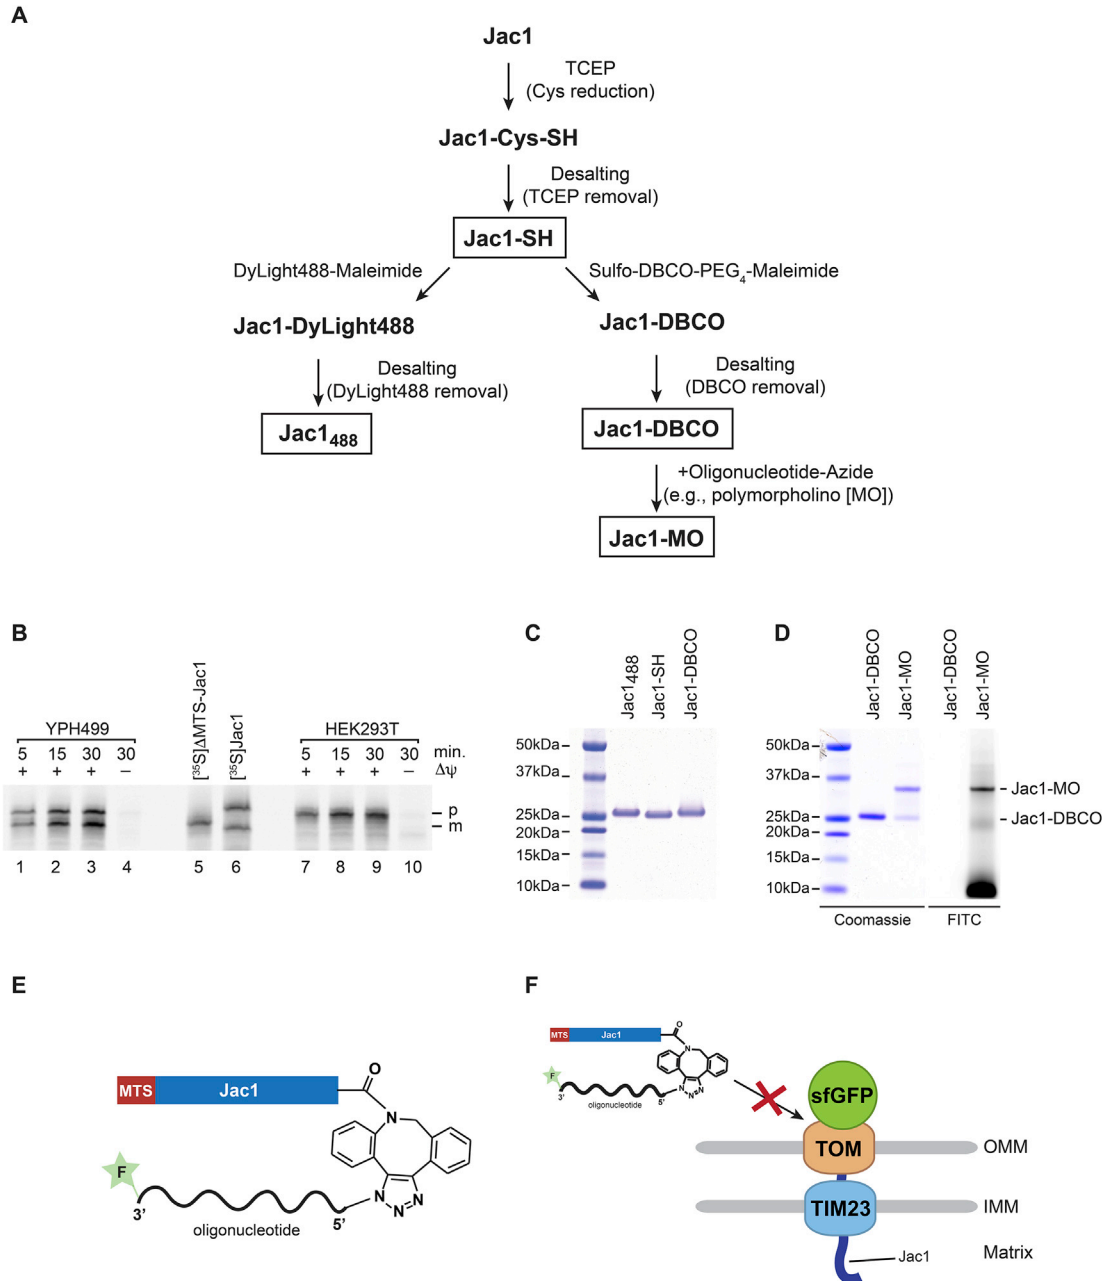 A
Jac1
TCEP
(Cys reduction)
Jac1-Cys-SH
Desalting
(TCEP removal)
Jac1-SH
DyLight488-Maleimide
Sulfo-DBCO-PEG4-Maleimide
Jac1-DyLight488
Jac1-DBCO
Desalting
(DyLight488 removal)
Desalting
(DBCO removal)
Jac1488
Jac1-DBCO
+Oligonucleotide-Azide
(e.g., polymorpholino [MO])
Jac1-MO
B
YPH499
[35S]ΔMTS-Jac1
[35S]Jac1
HEK293T
5 15 30 30 5 15 30 30 min.
+ + + – + + + – Δψ
p
m
1 2 3 4 5 6 7 8 9 10
C
Jac1488
Jac1-SH
Jac1-DBCO
50kDa
37kDa
25kDa
20kDa
15kDa
10kDa
D
Jac1-DBCO
Jac1-MO
Jac1-DBCO
Jac1-MO
50kDa
37kDa
25kDa
20kDa
15kDa
10kDa
Jac1-MO
Jac1-DBCO
Coomassie
FITC
E
MTS
Jac1
O
N
F
3'
oligonucleotide
5'
N
N
N
F
MTS
Jac1
O
N
F
3'
oligonucleotide
5'
N
N
N
sfGFP
TOM
OMM
TIM23
IMM
Jac1
Matrix